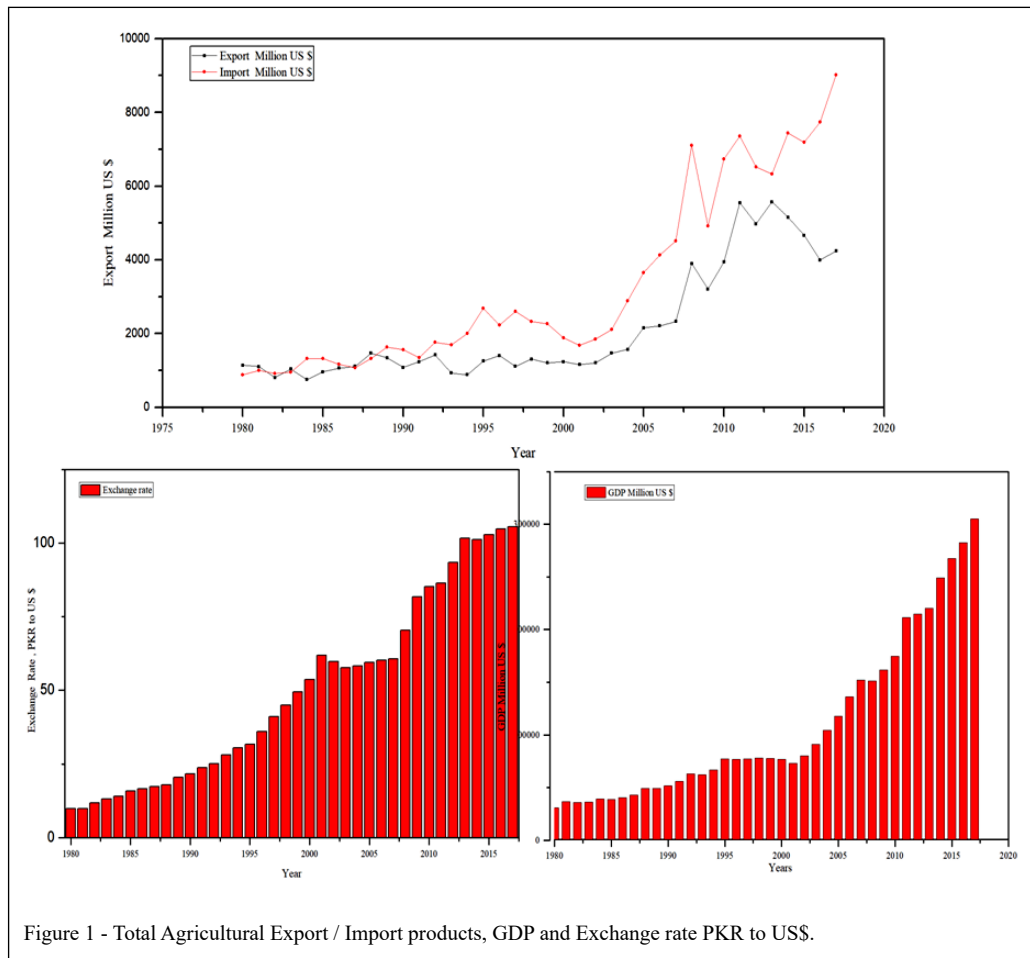 10000
8000
6000
4000
2000
0
Export Million US $
Export Million US $
Import Million US $
1975 1980 1985 1990 1995 2000 2005 2010 2015 2020
Year
Exchange rate
100
50
0
Exchange Rate , PKR to US $
1980 1985 1990 1995 2000 2005 2010 2015
Year
GDP Million US $
GDP Million US $
0
1980 1985 1990 1995 2000 2005 2010 2015 2020
Years
Figure 1 - Total Agricultural Export / Import products, GDP and Exchange rate PKR to US$.